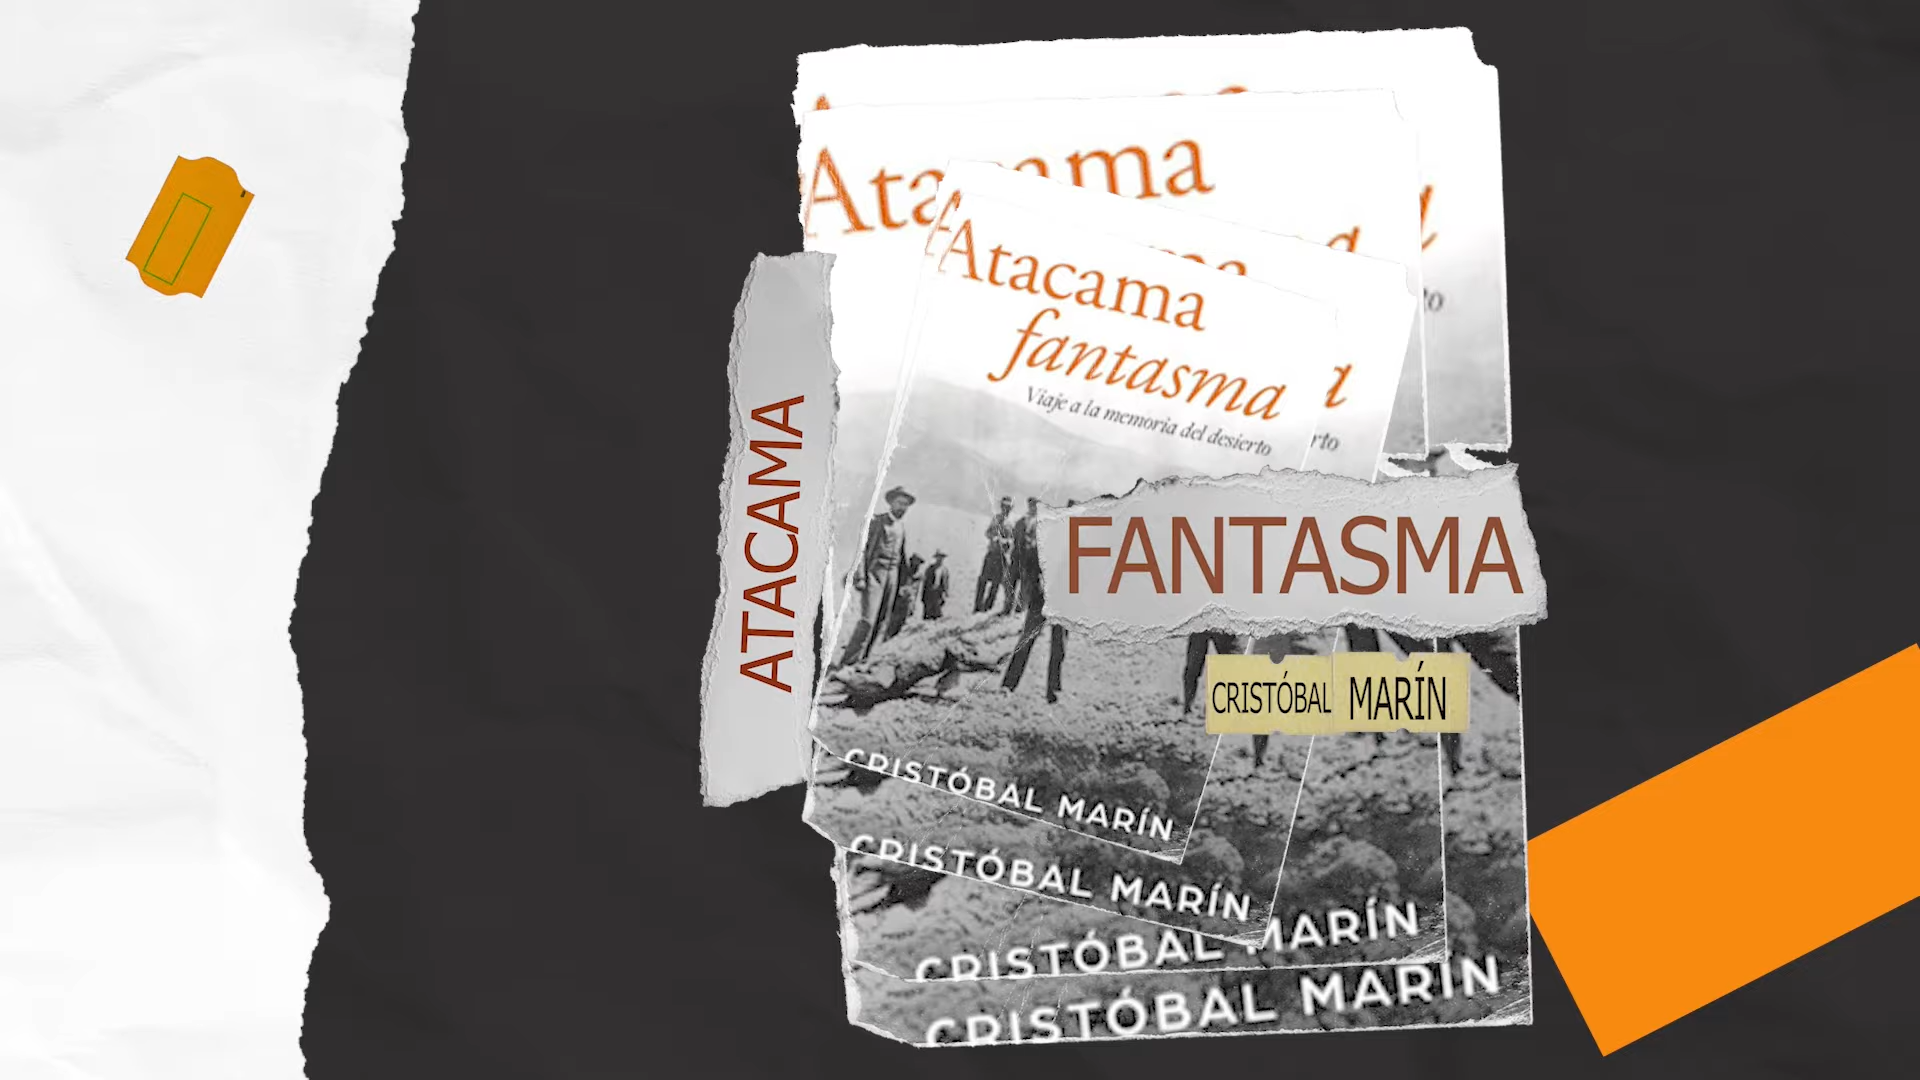 Atacama
Atacama
fantasma
Viaje a la memoria del desierto
ATACAMA
FANTASMA
CRISTÓBAL MARÍN
CRISTÓBAL MARÍN
CRISTÓBAL MARÍN
CRISTÓBAL MARÍN
CRISTÓBAL MARÍN